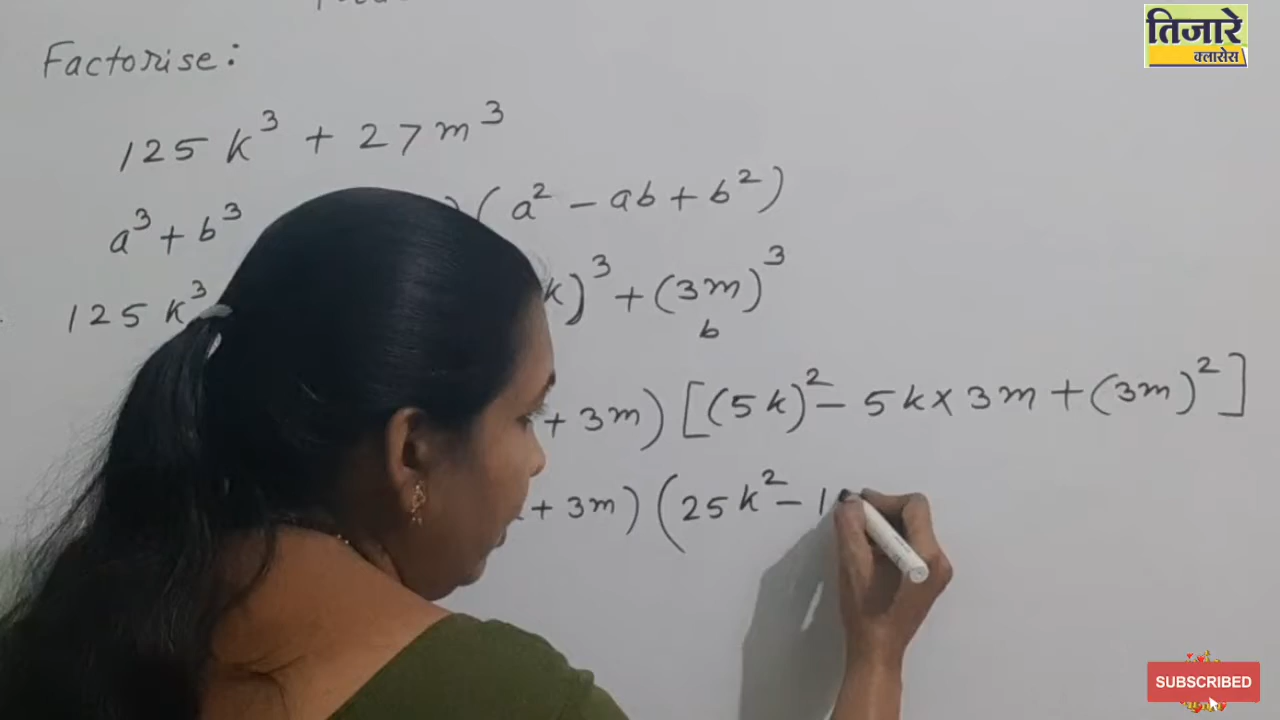 तिजारे
क्लासेस
Factorise:
125 k³ + 27 m³
a³ + b³ ) ( a² - ab + b² )
125 k³ k)³ + (3m)³
b
+ 3m) [(5k)² - 5k × 3m + (3m)²]
+ 3m) (25k² - 1
SUBSCRIBED